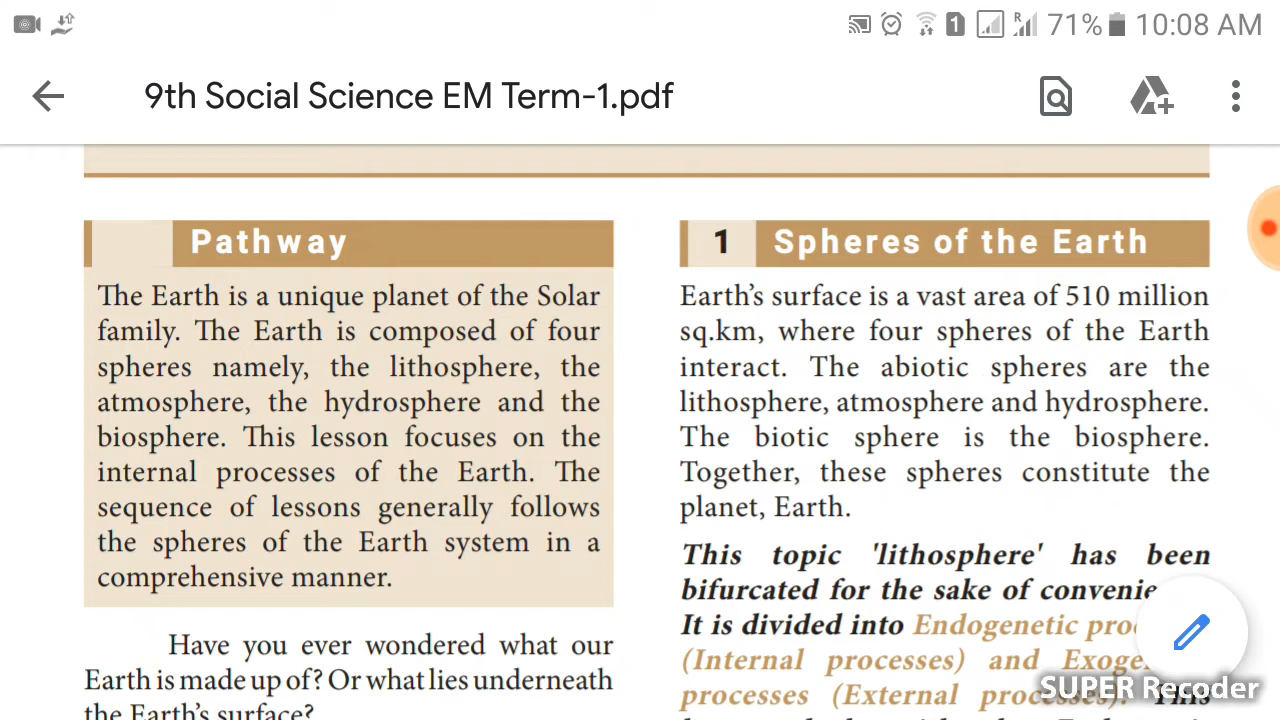 1 R 71% 10:08 AM
9th Social Science EM Term-1.pdf
Pathway
The Earth is a unique planet of the Solar
family. The Earth is composed of four
spheres namely, the lithosphere, the
atmosphere, the hydrosphere and the
biosphere. This lesson focuses on the
internal processes of the Earth. The
sequence of lessons generally follows
the spheres of the Earth system in a
comprehensive manner.
Have you ever wondered what our
Earth is made up of? Or what lies underneath
the Earth's surface?
1 Spheres of the Earth
Earth's surface is a vast area of 510 million
sq.km, where four spheres of the Earth
interact. The abiotic spheres are the
lithosphere, atmosphere and hydrosphere.
The biotic sphere is the biosphere.
Together, these spheres constitute the
planet, Earth.
This topic 'lithosphere' has been
bifurcated for the sake of
It is divided into Endogenetic
(Internal processes) and
processes (External processes). This
SUPER Recorder